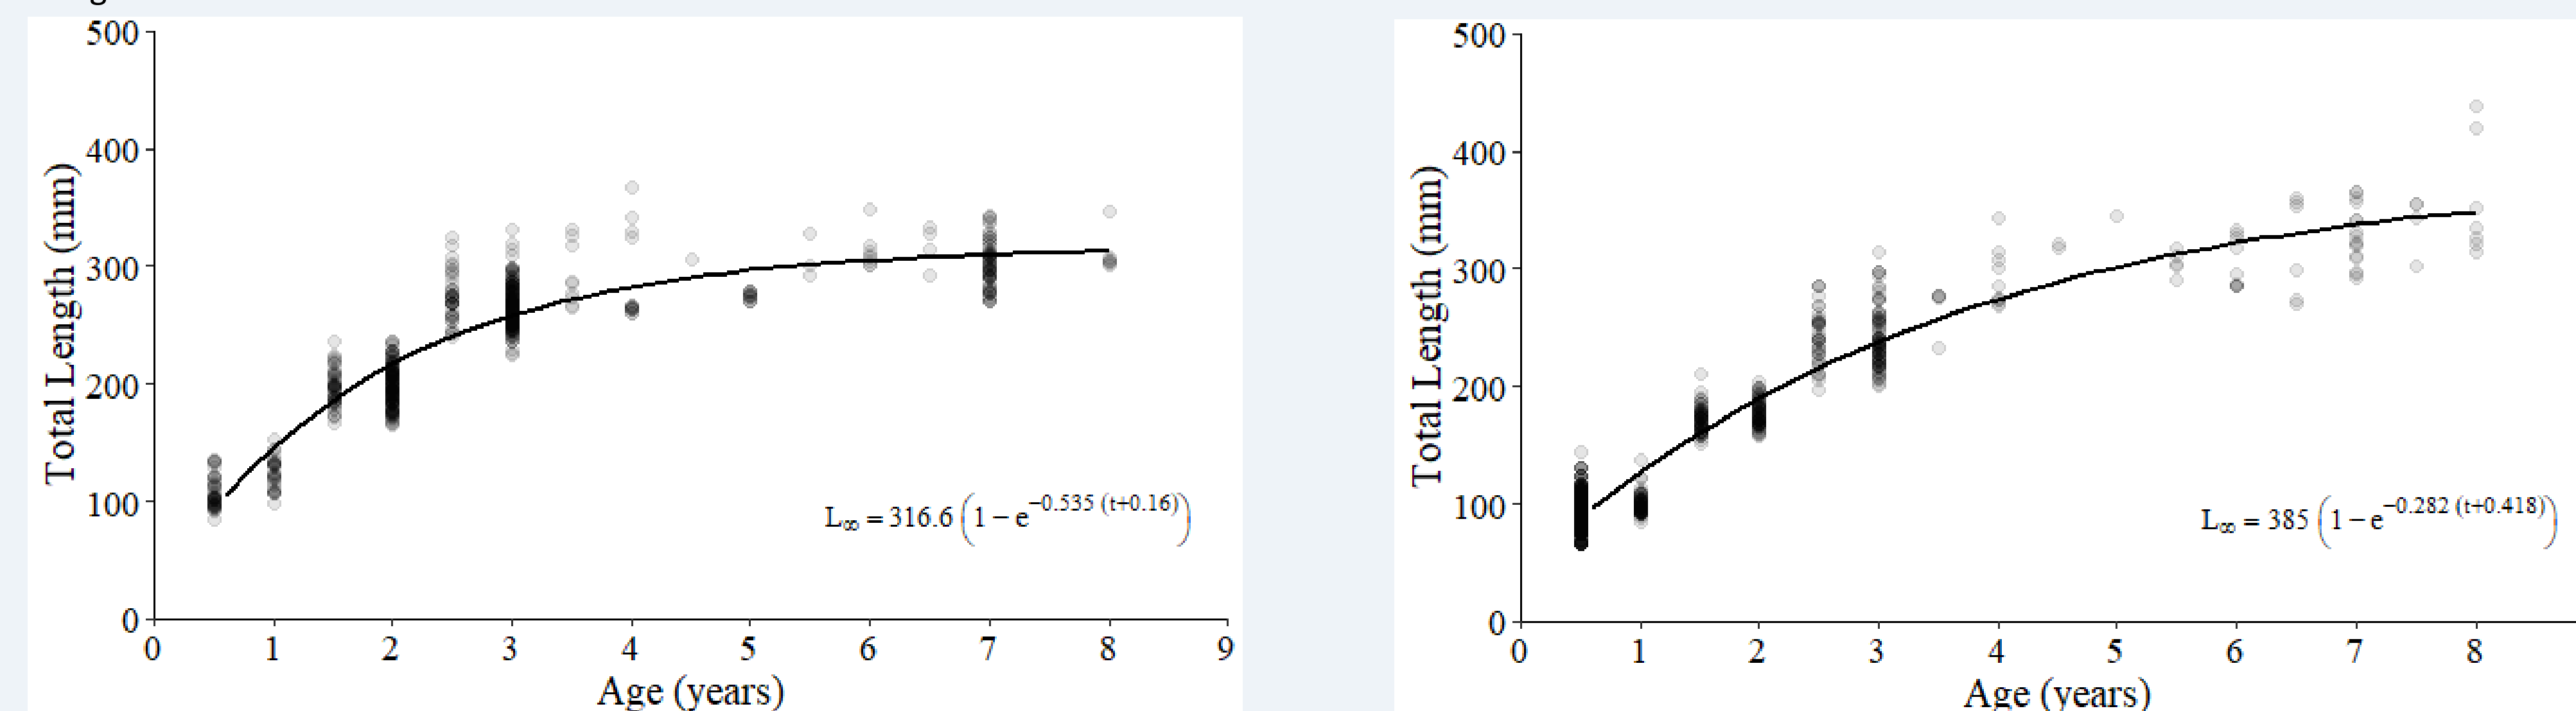 500
400
300
200
100
0
Total Length (mm)
0 1 2 3 4 5 6 7 8 9
Age (years)
L∞ = 316.6 (1 − e^−0.535 (t+0.16))
500
400
300
200
100
0
Total Length (mm)
0 1 2 3 4 5 6 7 8
Age (years)
L∞ = 385 (1 − e^−0.282 (t+0.418))